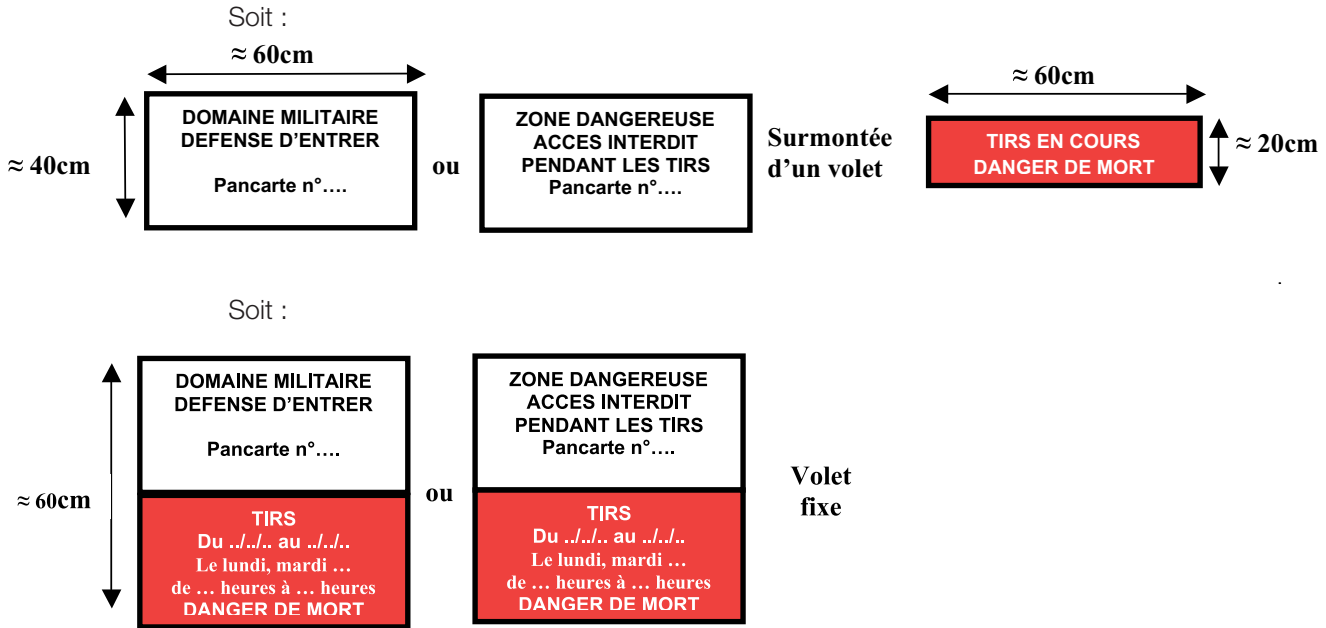 Soit :
≈ 60cm
≈ 40cm
DOMAINE MILITAIRE
DEFENSE D’ENTRER
Pancarte n°….
ou
ZONE DANGEREUSE
ACCES INTERDIT
PENDANT LES TIRS
Pancarte n°….
Surmontée
d’un volet
≈ 60cm
TIRS EN COURS
DANGER DE MORT
≈ 20cm
.
Soit :
≈ 60cm
DOMAINE MILITAIRE
DEFENSE D’ENTRER
Pancarte n°….
TIRS
Du ../../.. au ../../..
Le lundi, mardi …
de … heures à … heures
DANGER DE MORT
ou
ZONE DANGEREUSE
ACCES INTERDIT
PENDANT LES TIRS
Pancarte n°….
TIRS
Du ../../.. au ../../..
Le lundi, mardi …
de … heures à … heures
DANGER DE MORT
Volet
fixe